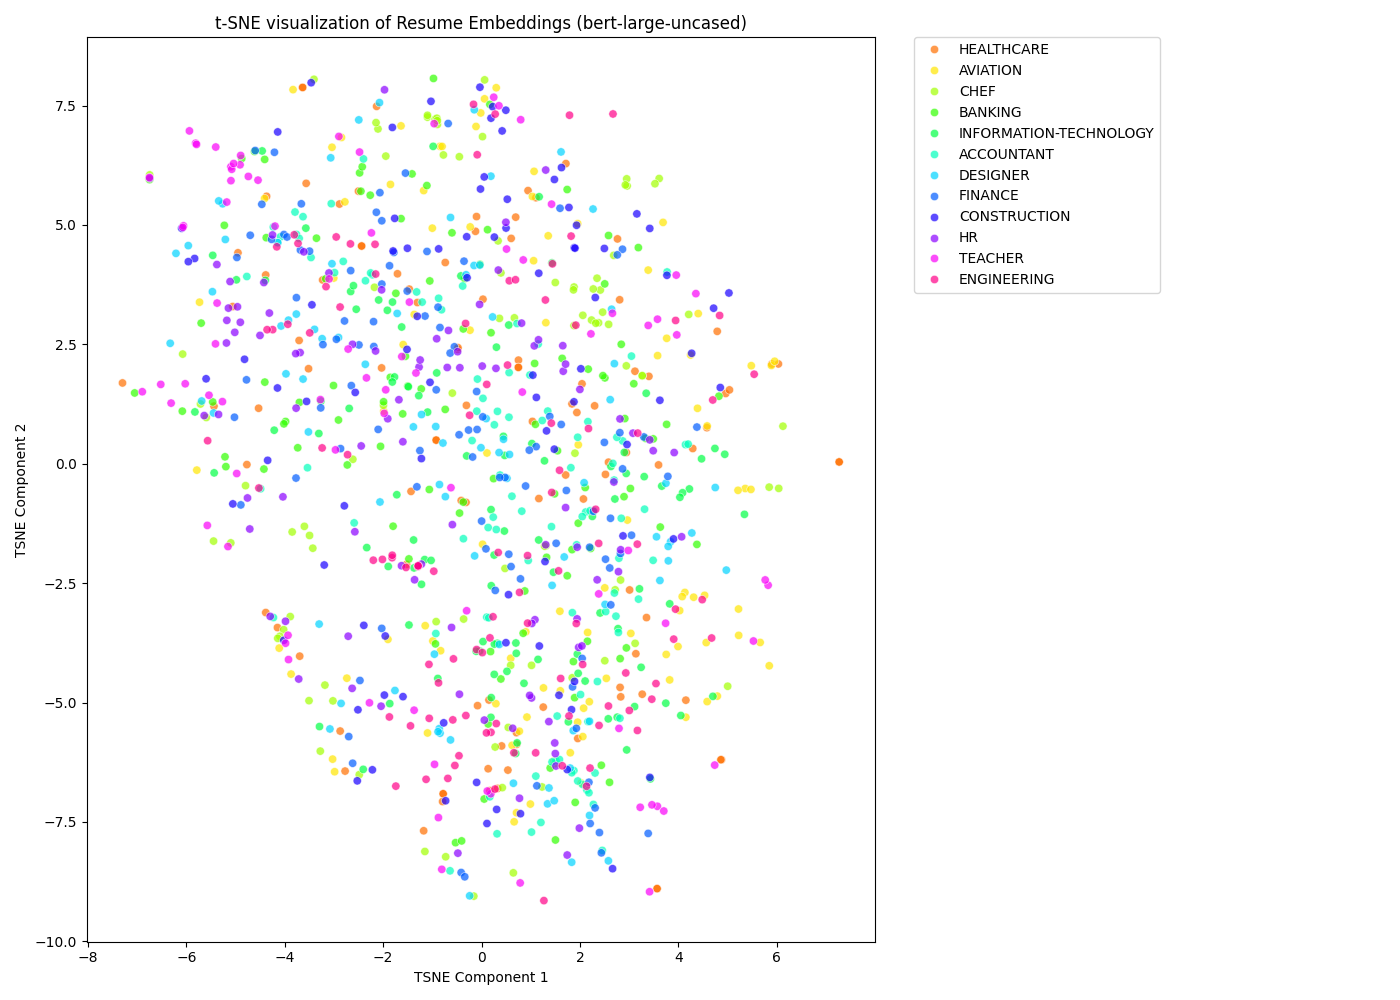 t-SNE visualization of Resume Embeddings (bert-large-uncased)
HEALTHCARE
AVIATION
CHEF
BANKING
INFORMATION-TECHNOLOGY
ACCOUNTANT
DESIGNER
FINANCE
CONSTRUCTION
HR
TEACHER
ENGINEERING
TSNE Component 2
7.5
5.0
2.5
0.0
−2.5
−5.0
−7.5
−10.0
−8 −6 −4 −2 0 2 4 6
TSNE Component 1